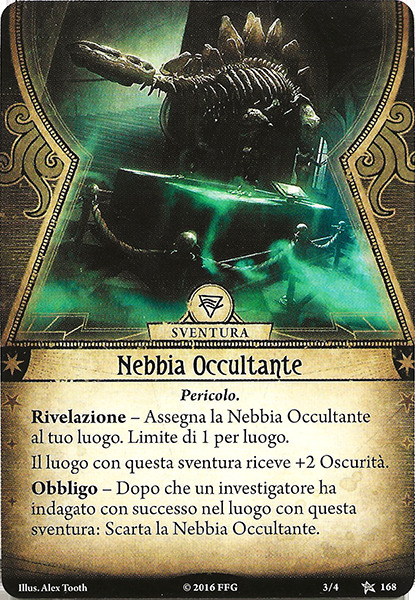 SVENTURA
Nebbia Occultante
Pericolo.
Rivelazione – Assegna la Nebbia Occultante
al tuo luogo. Limite di 1 per luogo.
Il luogo con questa sventura riceve +2 Oscurità.
Obbligo – Dopo che un investigatore ha
indagato con successo nel luogo con questa
sventura: Scarta la Nebbia Occultante.
Illus. Alex Tooth © 2016 FFG 3/4 168